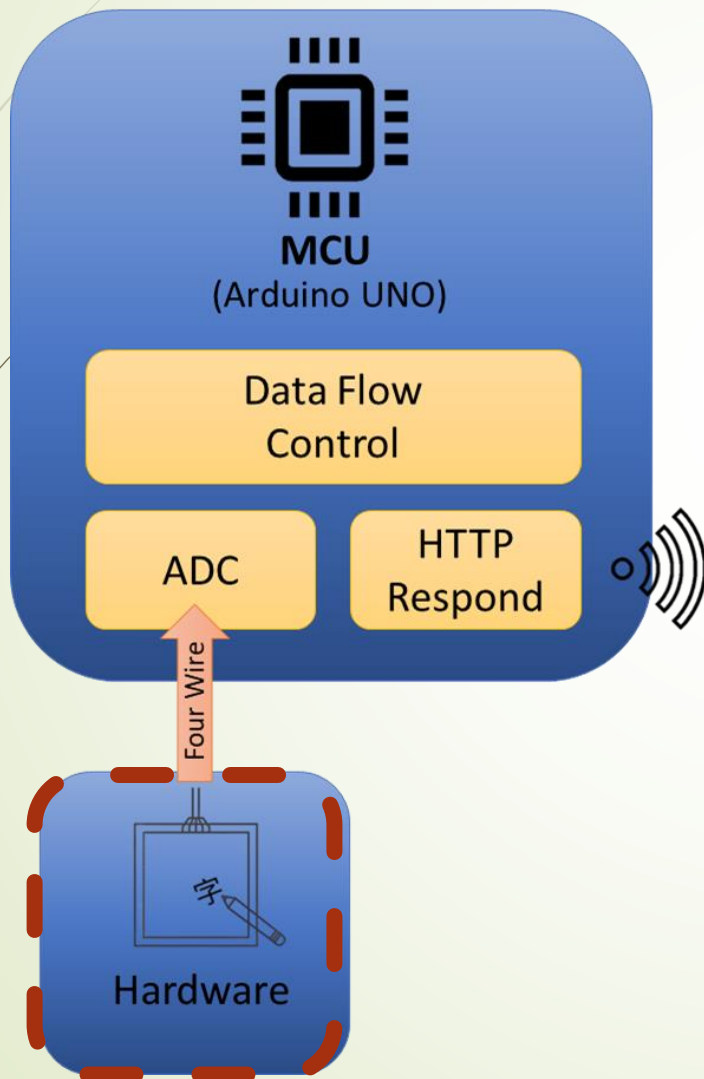 MCU
(Arduino UNO)
Data Flow
Control
ADC
HTTP
Respond
Four Wire
字
Hardware